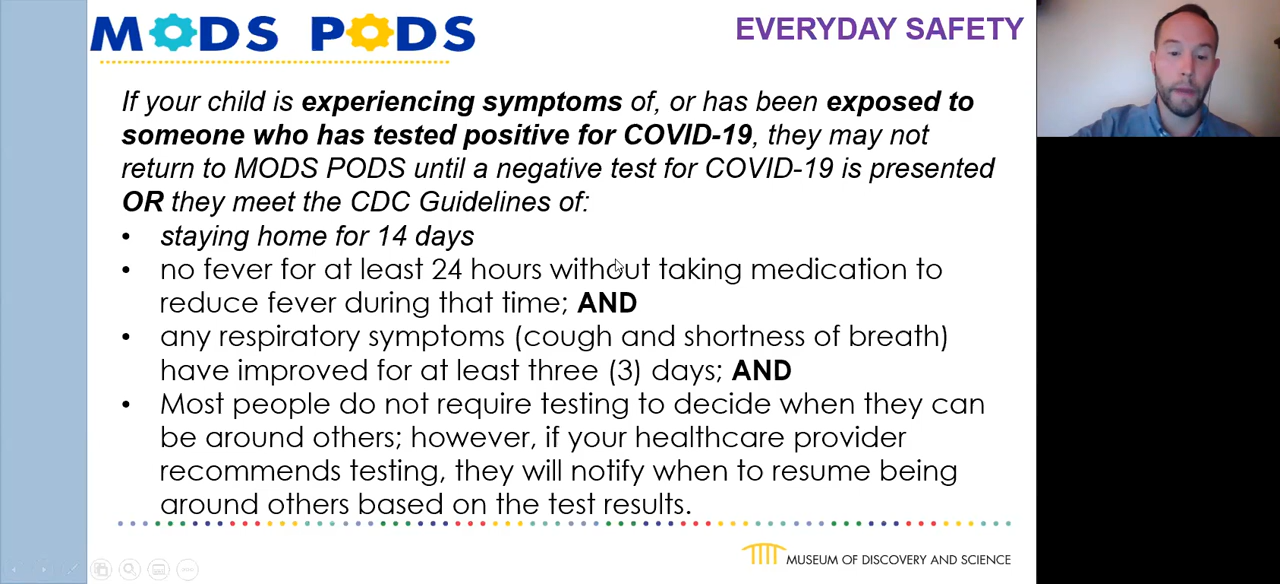 MODS PODS
EVERYDAY SAFETY
If your child is experiencing symptoms of, or has been exposed to
someone who has tested positive for COVID-19, they may not
return to MODS PODS until a negative test for COVID-19 is presented
OR they meet the CDC Guidelines of:
• staying home for 14 days
• no fever for at least 24 hours without taking medication to
reduce fever during that time; AND
• any respiratory symptoms (cough and shortness of breath)
have improved for at least three (3) days; AND
• Most people do not require testing to decide when they can
be around others; however, if your healthcare provider
recommends testing, they will notify when to resume being
around others based on the test results.
MUSEUM OF DISCOVERY AND SCIENCE